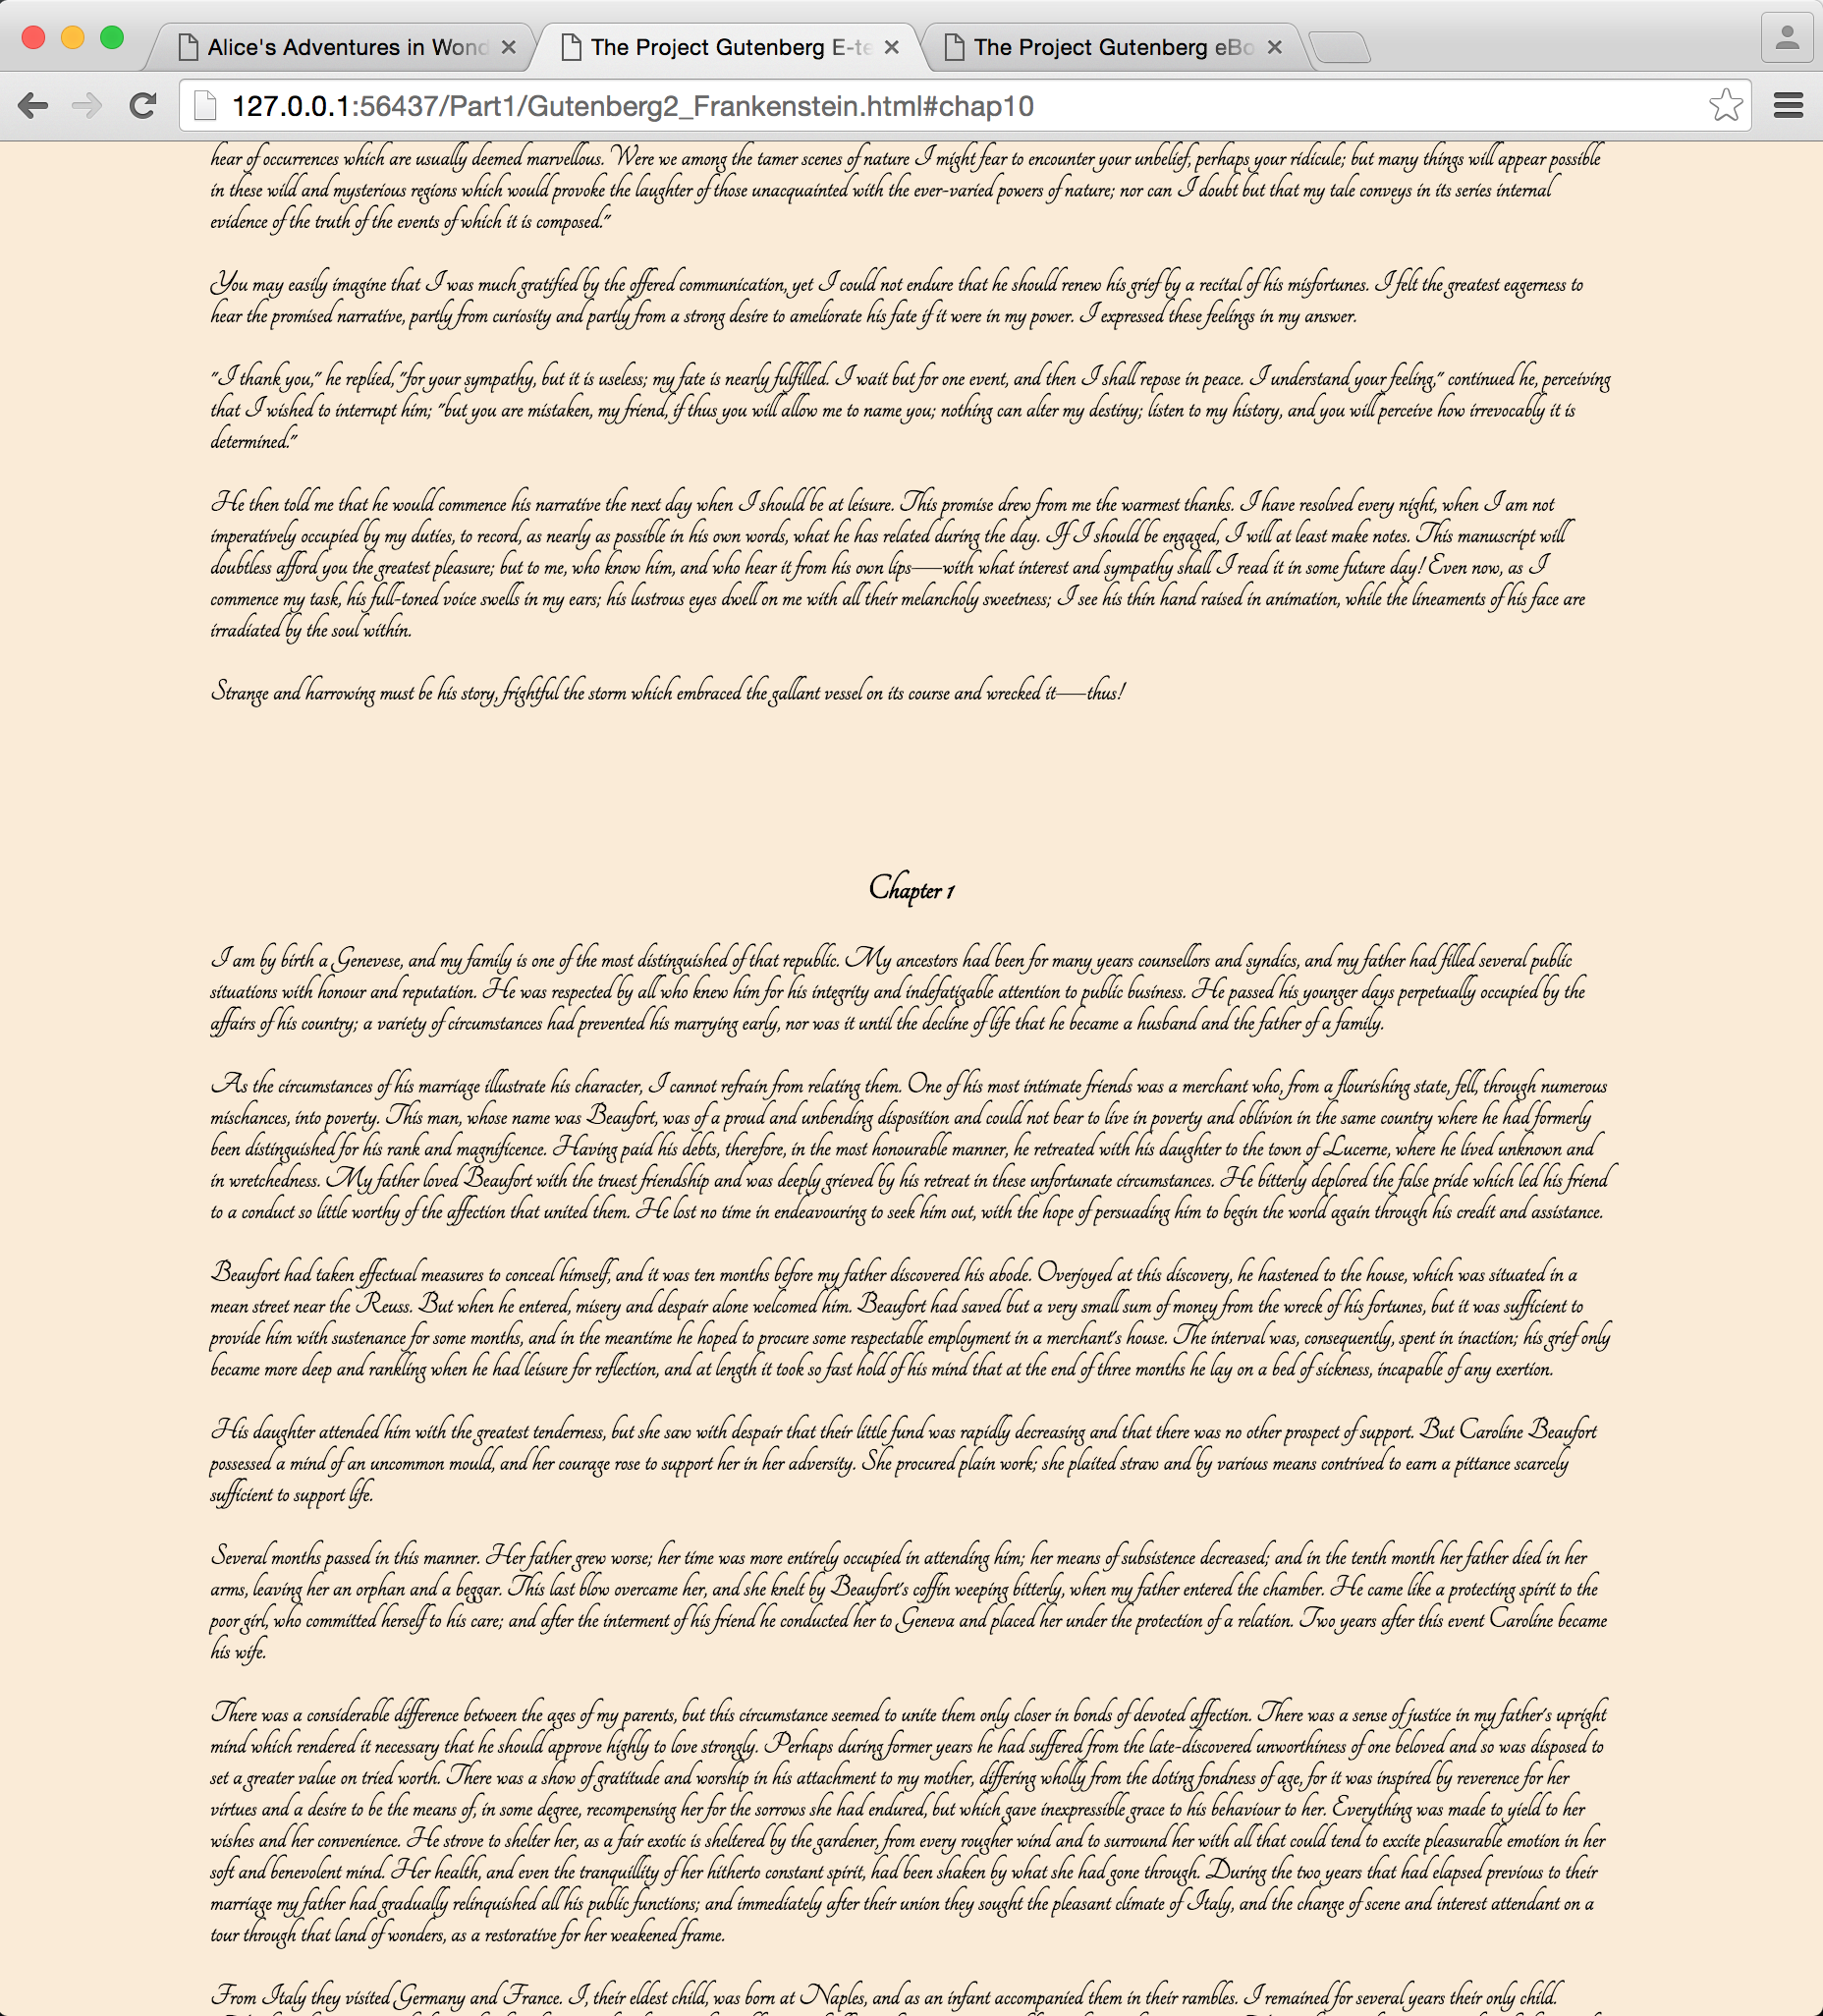 Alice's Adventures in Wond
The Project Gutenberg E-te
The Project Gutenberg eBo
127.0.0.1:56437/Part1/Gutenberg2_Frankenstein.html#chap10
hear of occurrences which are usually deemed marvellous. Were we among the tamer scenes of nature I might fear to encounter your unbelief, perhaps your ridicule; but many things will appear possible
in these wild and mysterious regions which would provoke the laughter of those unacquainted with the ever-varied powers of nature; nor can I doubt but that my tale conveys in its series internal
evidence of the truth of the events of which it is composed."
You may easily imagine that I was much gratified by the offered communication, yet I could not endure that he should renew his grief by a recital of his misfortunes. I felt the greatest eagerness to
hear the promised narrative, partly from curiosity and partly from a strong desire to ameliorate his fate if it were in my power. I expressed these feelings in my answer.
"I thank you," he replied, "for your sympathy, but it is useless; my fate is nearly fulfilled. I wait but for one event, and then I shall repose in peace. I understand your feeling," continued he, perceiving
that I wished to interrupt him; "but you are mistaken, my friend, if thus you will allow me to name you; nothing can alter my destiny; listen to my history, and you will perceive how irrevocably it is
determined."
He then told me that he would commence his narrative the next day when I should be at leisure. This promise drew from me the warmest thanks. I have resolved every night, when I am not
imperatively occupied by my duties, to record, as nearly as possible in his own words, what he has related during the day. If I should be engaged, I will at least make notes. This manuscript will
doubtless afford you the greatest pleasure; but to me, who know him, and who hear it from his own lips—with what interest and sympathy shall I read it in some future day! Even now, as I
commence my task, his full-toned voice swells in my ears; his lustrous eyes dwell on me with all their melancholy sweetness; I see his thin hand raised in animation, while the lineaments of his face are
irradiated by the soul within.
Strange and harrowing must be his story, frightful the storm which embraced the gallant vessel on its course and wrecked it—thus!
Chapter 1
I am by birth a Genevese, and my family is one of the most distinguished of that republic. My ancestors had been for many years counsellors and syndics, and my father had filled several public
situations with honour and reputation. He was respected by all who knew him for his integrity and indefatigable attention to public business. He passed his younger days perpetually occupied by the
affairs of his country; a variety of circumstances had prevented his marrying early, nor was it until the decline of life that he became a husband and the father of a family.
As the circumstances of his marriage illustrate his character, I cannot refrain from relating them. One of his most intimate friends was a merchant who, from a flourishing state, fell, through numerous
mischances, into poverty. This man, whose name was Beaufort, was of a proud and unbending disposition and could not bear to live in poverty and oblivion in the same country where he had formerly
been distinguished for his rank and magnificence. Having paid his debts, therefore, in the most honourable manner, he retreated with his daughter to the town of Lucerne, where he lived unknown and
in wretchedness. My father loved Beaufort with the truest friendship and was deeply grieved by his retreat in these unfortunate circumstances. He bitterly deplored the false pride which led his friend
to a conduct so little worthy of the affection that united them. He lost no time in endeavouring to seek him out, with the hope of persuading him to begin the world again through his credit and assistance.
Beaufort had taken effectual measures to conceal himself, and it was ten months before my father discovered his abode. Overjoyed at this discovery, he hastened to the house, which was situated in a
mean street near the Reuss. But when he entered, misery and despair alone welcomed him. Beaufort had saved but a very small sum of money from the wreck of his fortunes, but it was sufficient to
provide him with sustenance for some months, and in the meantime he hoped to procure some respectable employment in a merchant's house. The interval was, consequently, spent in inaction; his grief only
became more deep and rankling when he had leisure for reflection, and at length it took so fast hold of his mind that at the end of three months he lay on a bed of sickness, incapable of any exertion.
His daughter attended him with the greatest tenderness, but she saw with despair that their little fund was rapidly decreasing and that there was no other prospect of support. But Caroline Beaufort
possessed a mind of an uncommon mould, and her courage rose to support her in her adversity. She procured plain work; she plaited straw and by various means contrived to earn a pittance scarcely
sufficient to support life.
Several months passed in this manner. Her father grew worse; her time was more entirely occupied in attending him; her means of subsistence decreased; and in the tenth month her father died in her
arms, leaving her an orphan and a beggar. This last blow overcame her, and she knelt by Beaufort's coffin weeping bitterly, when my father entered the chamber. He came like a protecting spirit to the
poor girl, who committed herself to his care; and after the interment of his friend he conducted her to Geneva and placed her under the protection of a relation. Two years after this event Caroline became
his wife.
There was a considerable difference between the ages of my parents, but this circumstance seemed to unite them only closer in bonds of devoted affection. There was a sense of justice in my father's upright
mind which rendered it necessary that he should approve highly to love strongly. Perhaps during former years he had suffered from the late-discovered unworthiness of one beloved and so was disposed to
set a greater value on tried worth. There was a show of gratitude and worship in his attachment to my mother, differing wholly from the doting fondness of age, for it was inspired by reverence for her
virtues and a desire to be the means of, in some degree, recompensing her for the sorrows she had endured, but which gave inexpressible grace to his behaviour to her. Everything was made to yield to her
wishes and her convenience. He strove to shelter her, as a fair exotic is sheltered by the gardener, from every rougher wind and to surround her with all that could tend to excite pleasurable emotion in her
soft and benevolent mind. Her health, and even the tranquillity of her hitherto constant spirit, had been shaken by what she had gone through. During the two years that had elapsed previous to their
marriage my father had gradually relinquished all his public functions; and immediately after their union they sought the pleasant climate of Italy, and the change of scene and interest attendant on a
tour through that land of wonders, as a restorative for her weakened frame.
From Italy they visited Germany and France. I, their eldest child, was born at Naples, and as an infant accompanied them in their rambles. I remained for several years their only child.